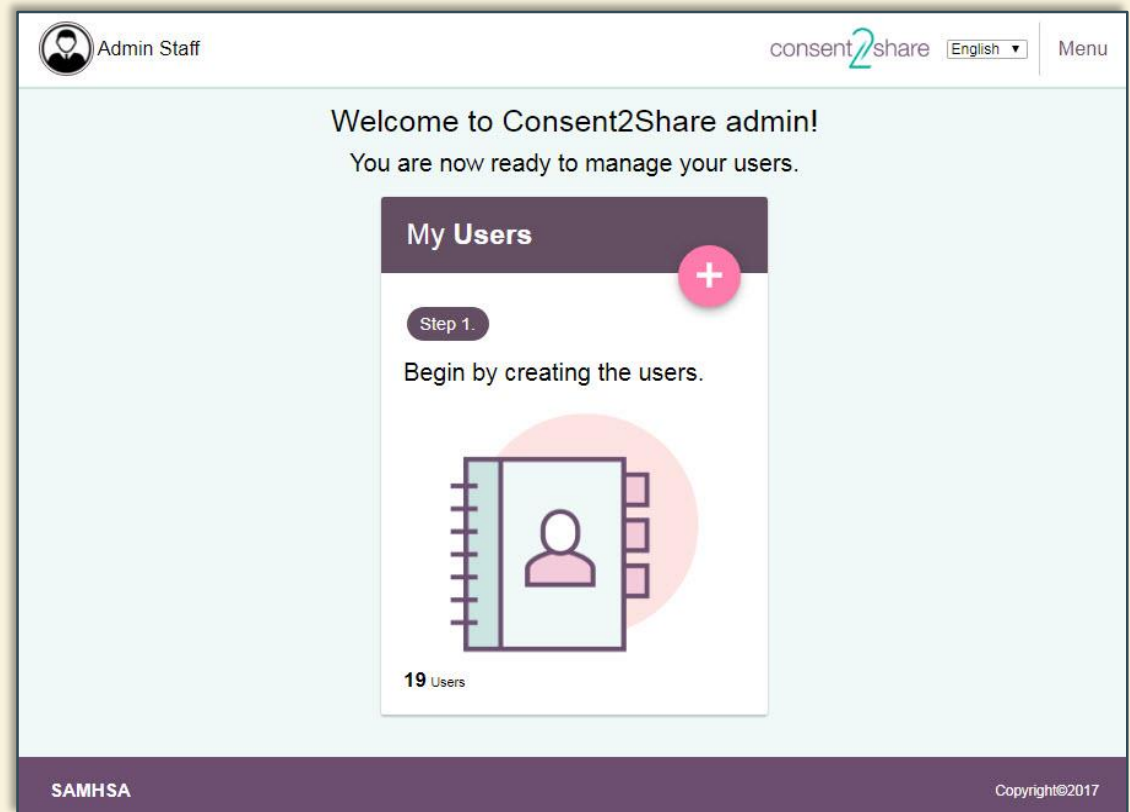 Admin Staff
consent2share English Menu
Welcome to Consent2Share admin!
You are now ready to manage your users.
My Users
+
Step 1.
Begin by creating the users.
19 Users
SAMHSA Copyright©2017